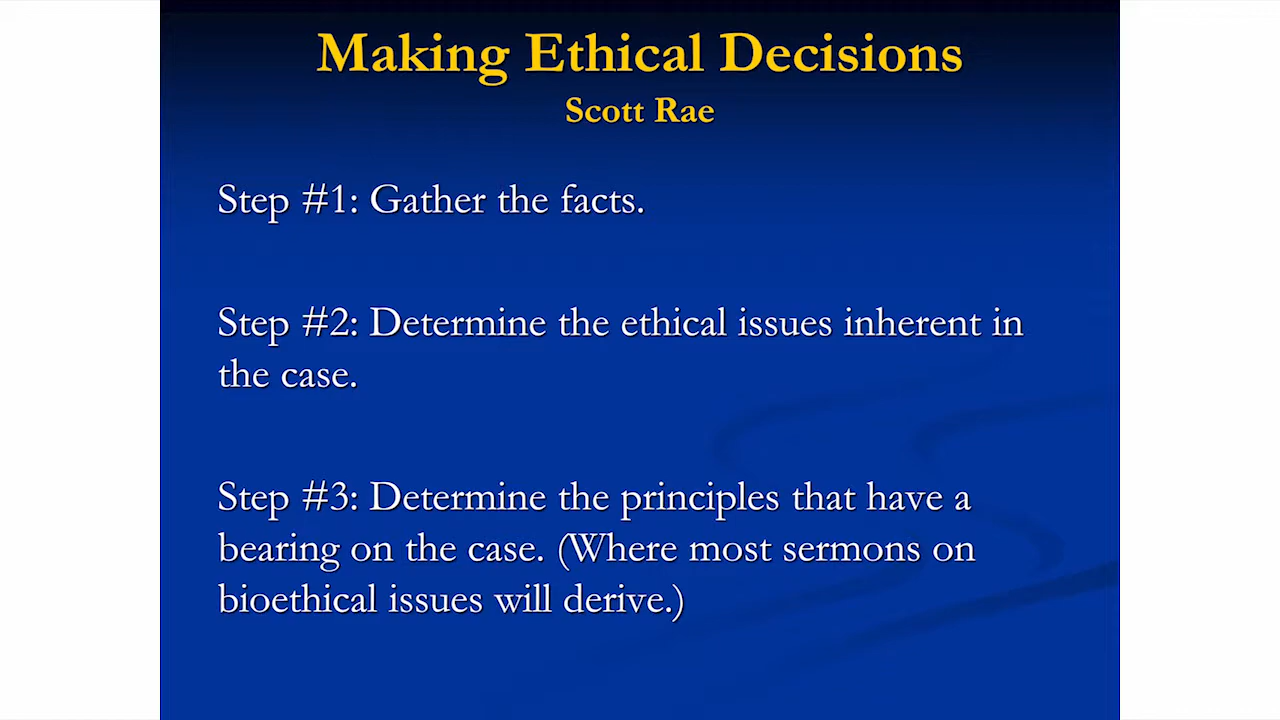 Making Ethical Decisions
Scott Rae
Step #1: Gather the facts.
Step #2: Determine the ethical issues inherent in
the case.
Step #3: Determine the principles that have a
bearing on the case. (Where most sermons on
bioethical issues will derive.)